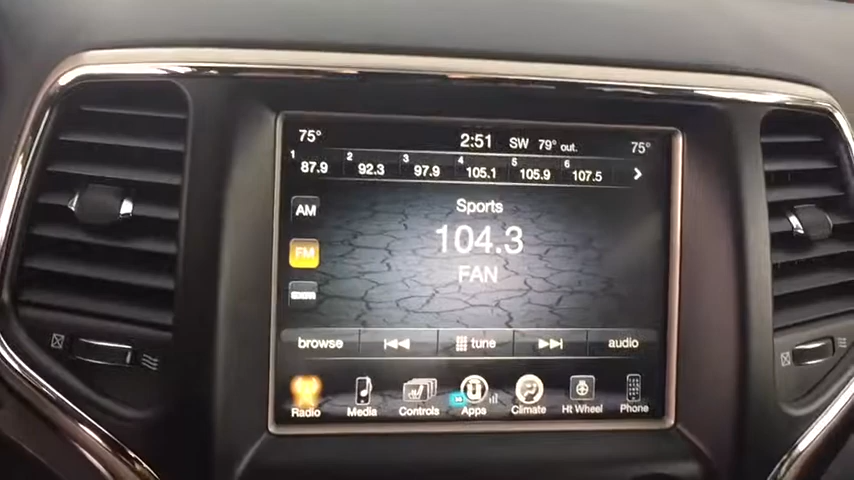 75° 2:51 SW 79° out. 75°
1 87.9 2 92.3 3 97.9 4 105.1 5 105.9 6 107.5
AM
Sports
104.3
FM
FAN
SXM
browse tune audio
Radio Media Controls Apps Climate Ht Wheel Phone